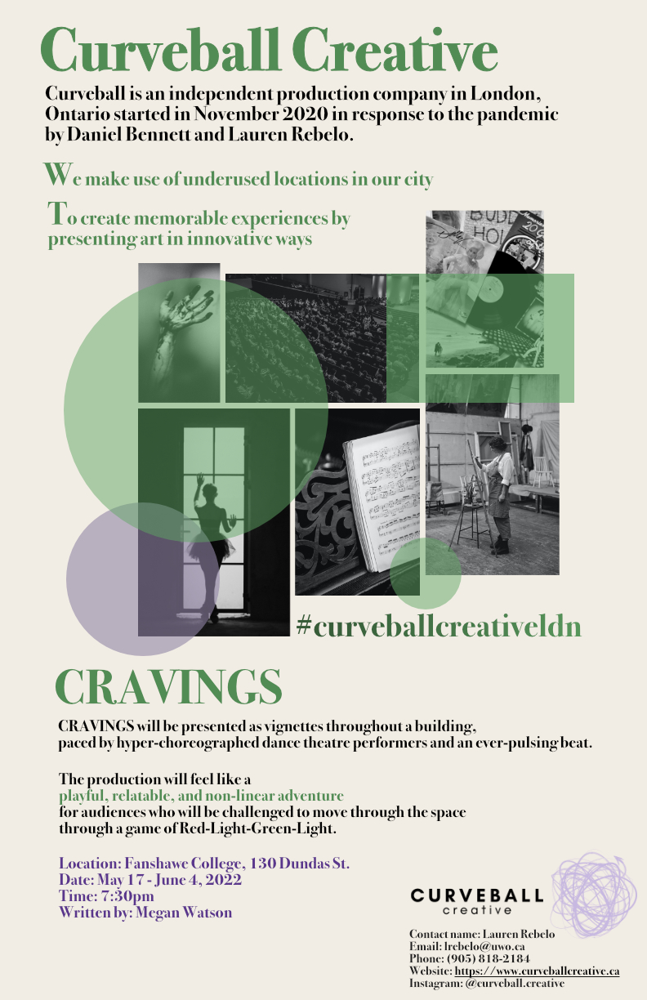 Curveball Creative
Curveball is an independent production company in London,
Ontario started in November 2020 in response to the pandemic
by Daniel Bennett and Lauren Rebelo.
We make use of underused locations in our city
To create memorable experiences by
presenting art in innovative ways
BUDD
HOL
20 G
#curveballcreativeldn
CRAVINGS
CRAVINGS will be presented as vignettes throughout a building,
paced by hyper-choreographed dance theatre performers and an ever-pulsing beat.
The production will feel like a
playful, relatable, and non-linear adventure
for audiences who will be challenged to move through the space
through a game of Red-Light-Green-Light.
Location: Fanshawe College, 130 Dundas St.
Date: May 17 - June 4, 2022
Time: 7:30pm
Written by: Megan Watson
CURVEBALL
creative
Contact name: Lauren Rebelo
Email: lrebelo@uwo.ca
Phone: (905) 818-2184
Website: https://www.curveballcreative.ca
Instagram: @curveball.creative